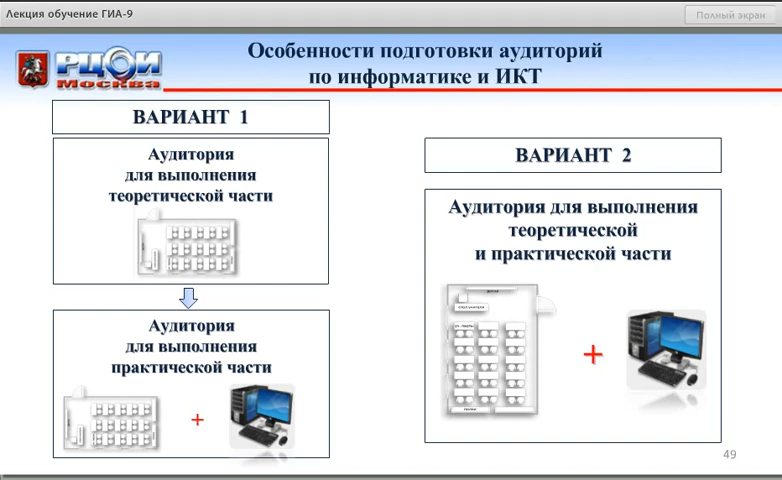 Лекция обучение ГИА-9
Полный экран
РЦОИ
Москва
Особенности подготовки аудиторий
по информатике и ИКТ
ВАРИАНТ 1
Аудитория
для выполнения
теоретической части
Аудитория
для выполнения
практической части
+
ВАРИАНТ 2
Аудитория для выполнения
теоретической
и практической части
+
49